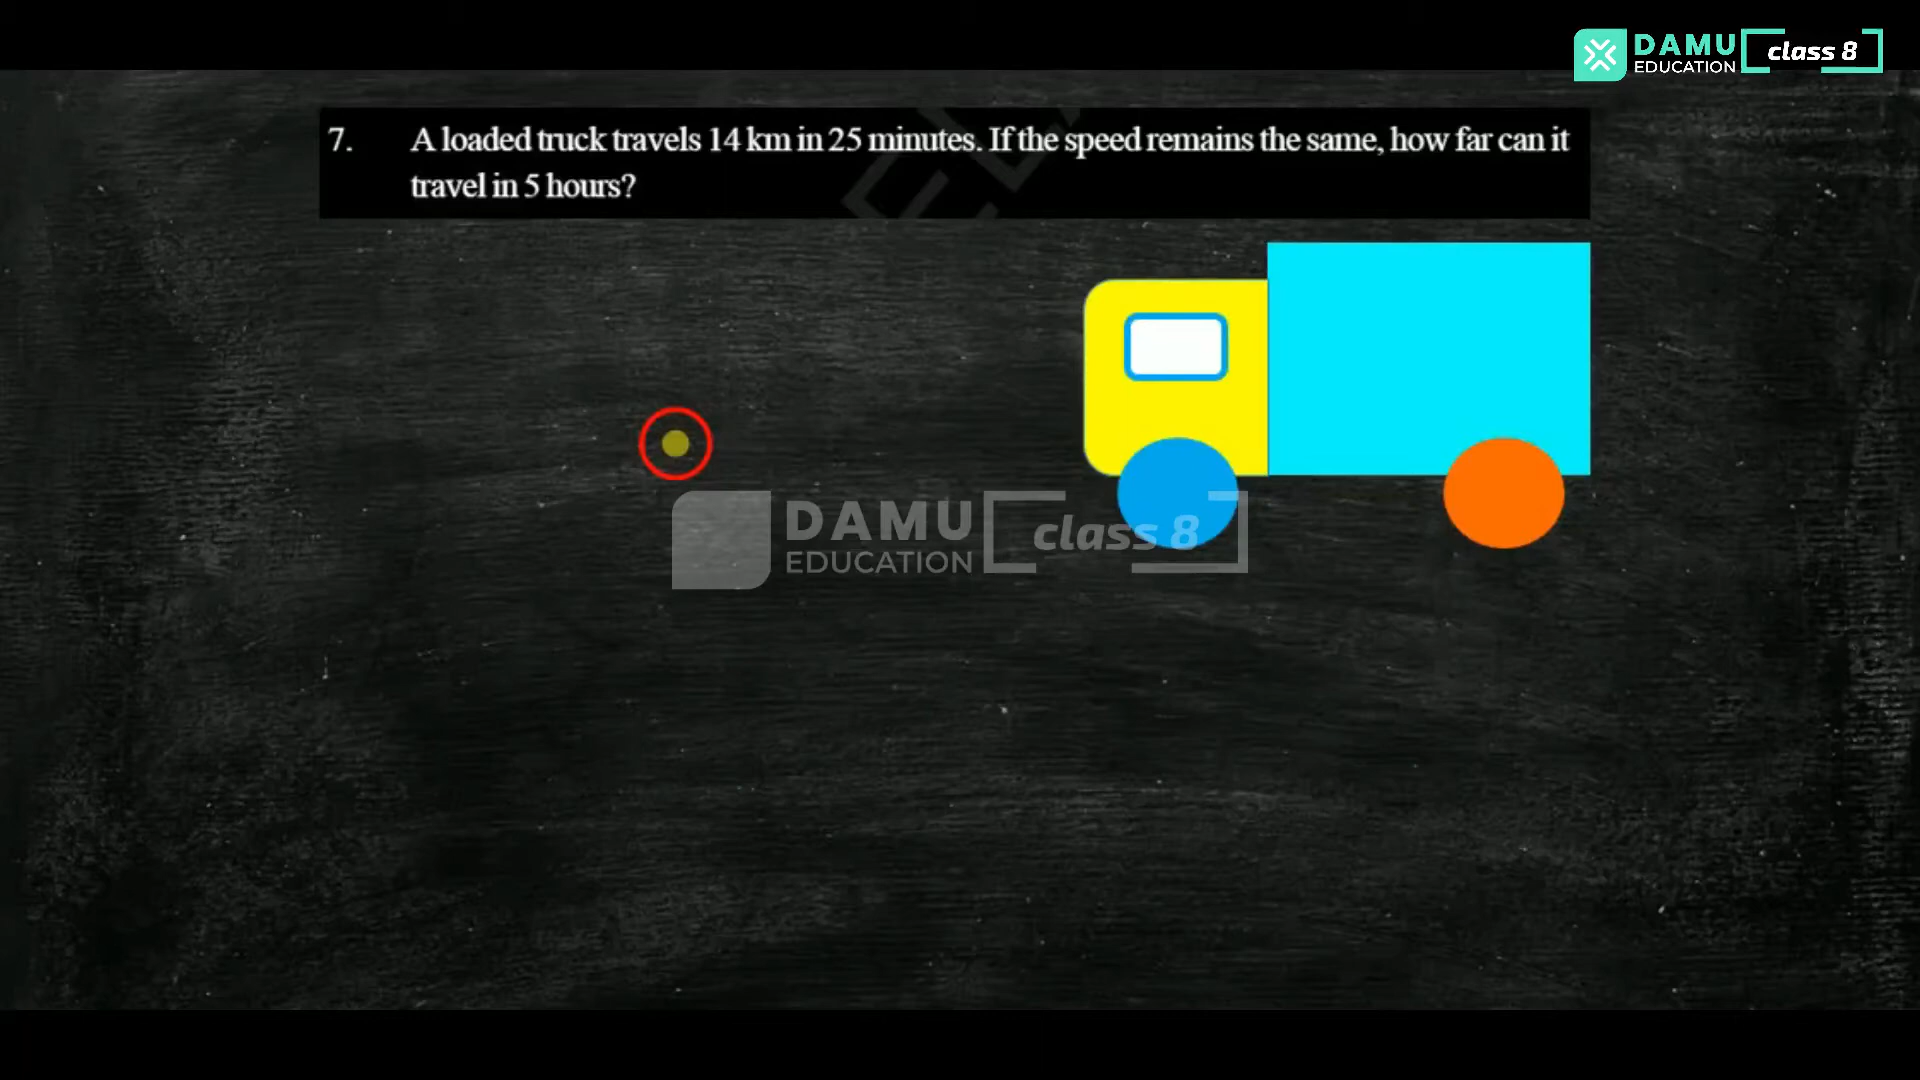 DAMU
EDUCATION
class 8
7. A loaded truck travels 14 km in 25 minutes. If the speed remains the same, how far can it
travel in 5 hours?
DAMU
EDUCATION
class 8